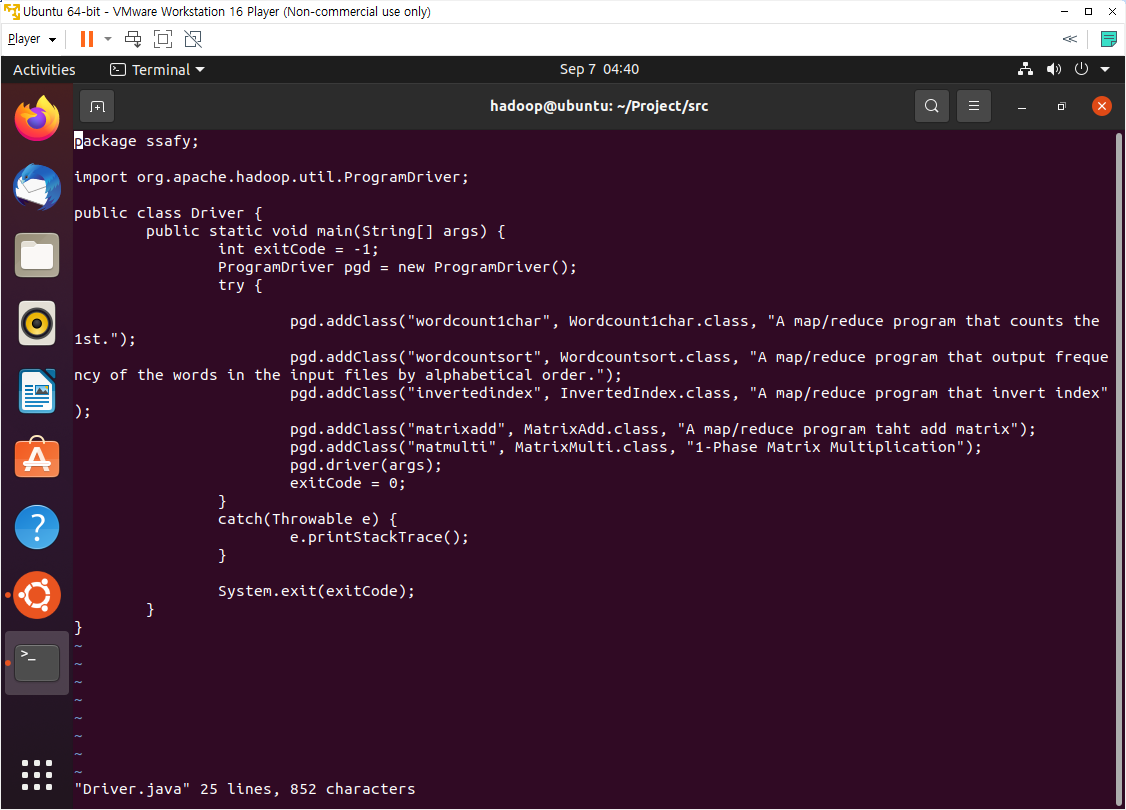 Ubuntu 64-bit - VMware Workstation 16 Player (Non-commercial use only)
Player
Activities
Terminal
Sep 7 04:40
hadoop@ubuntu: ~/Project/src
package ssafy;
import org.apache.hadoop.util.ProgramDriver;
public class Driver {
public static void main(String[] args) {
int exitCode = -1;
ProgramDriver pgd = new ProgramDriver();
try {
pgd.addClass("wordcount1char", Wordcount1char.class, "A map/reduce program that counts the
1st.");
pgd.addClass("wordcountsort", Wordcountsort.class, "A map/reduce program that output freque
ncy of the words in the input files by alphabetical order.");
pgd.addClass("invertedindex", InvertedIndex.class, "A map/reduce program that invert index"
);
pgd.addClass("matrixadd", MatrixAdd.class, "A map/reduce program taht add matrix");
pgd.addClass("matmulti", MatrixMulti.class, "1-Phase Matrix Multiplication");
pgd.driver(args);
exitCode = 0;
}
catch(Throwable e) {
e.printStackTrace();
}
System.exit(exitCode);
}
}
~
~
~
~
~
~
~
~
"Driver.java" 25 lines, 852 characters